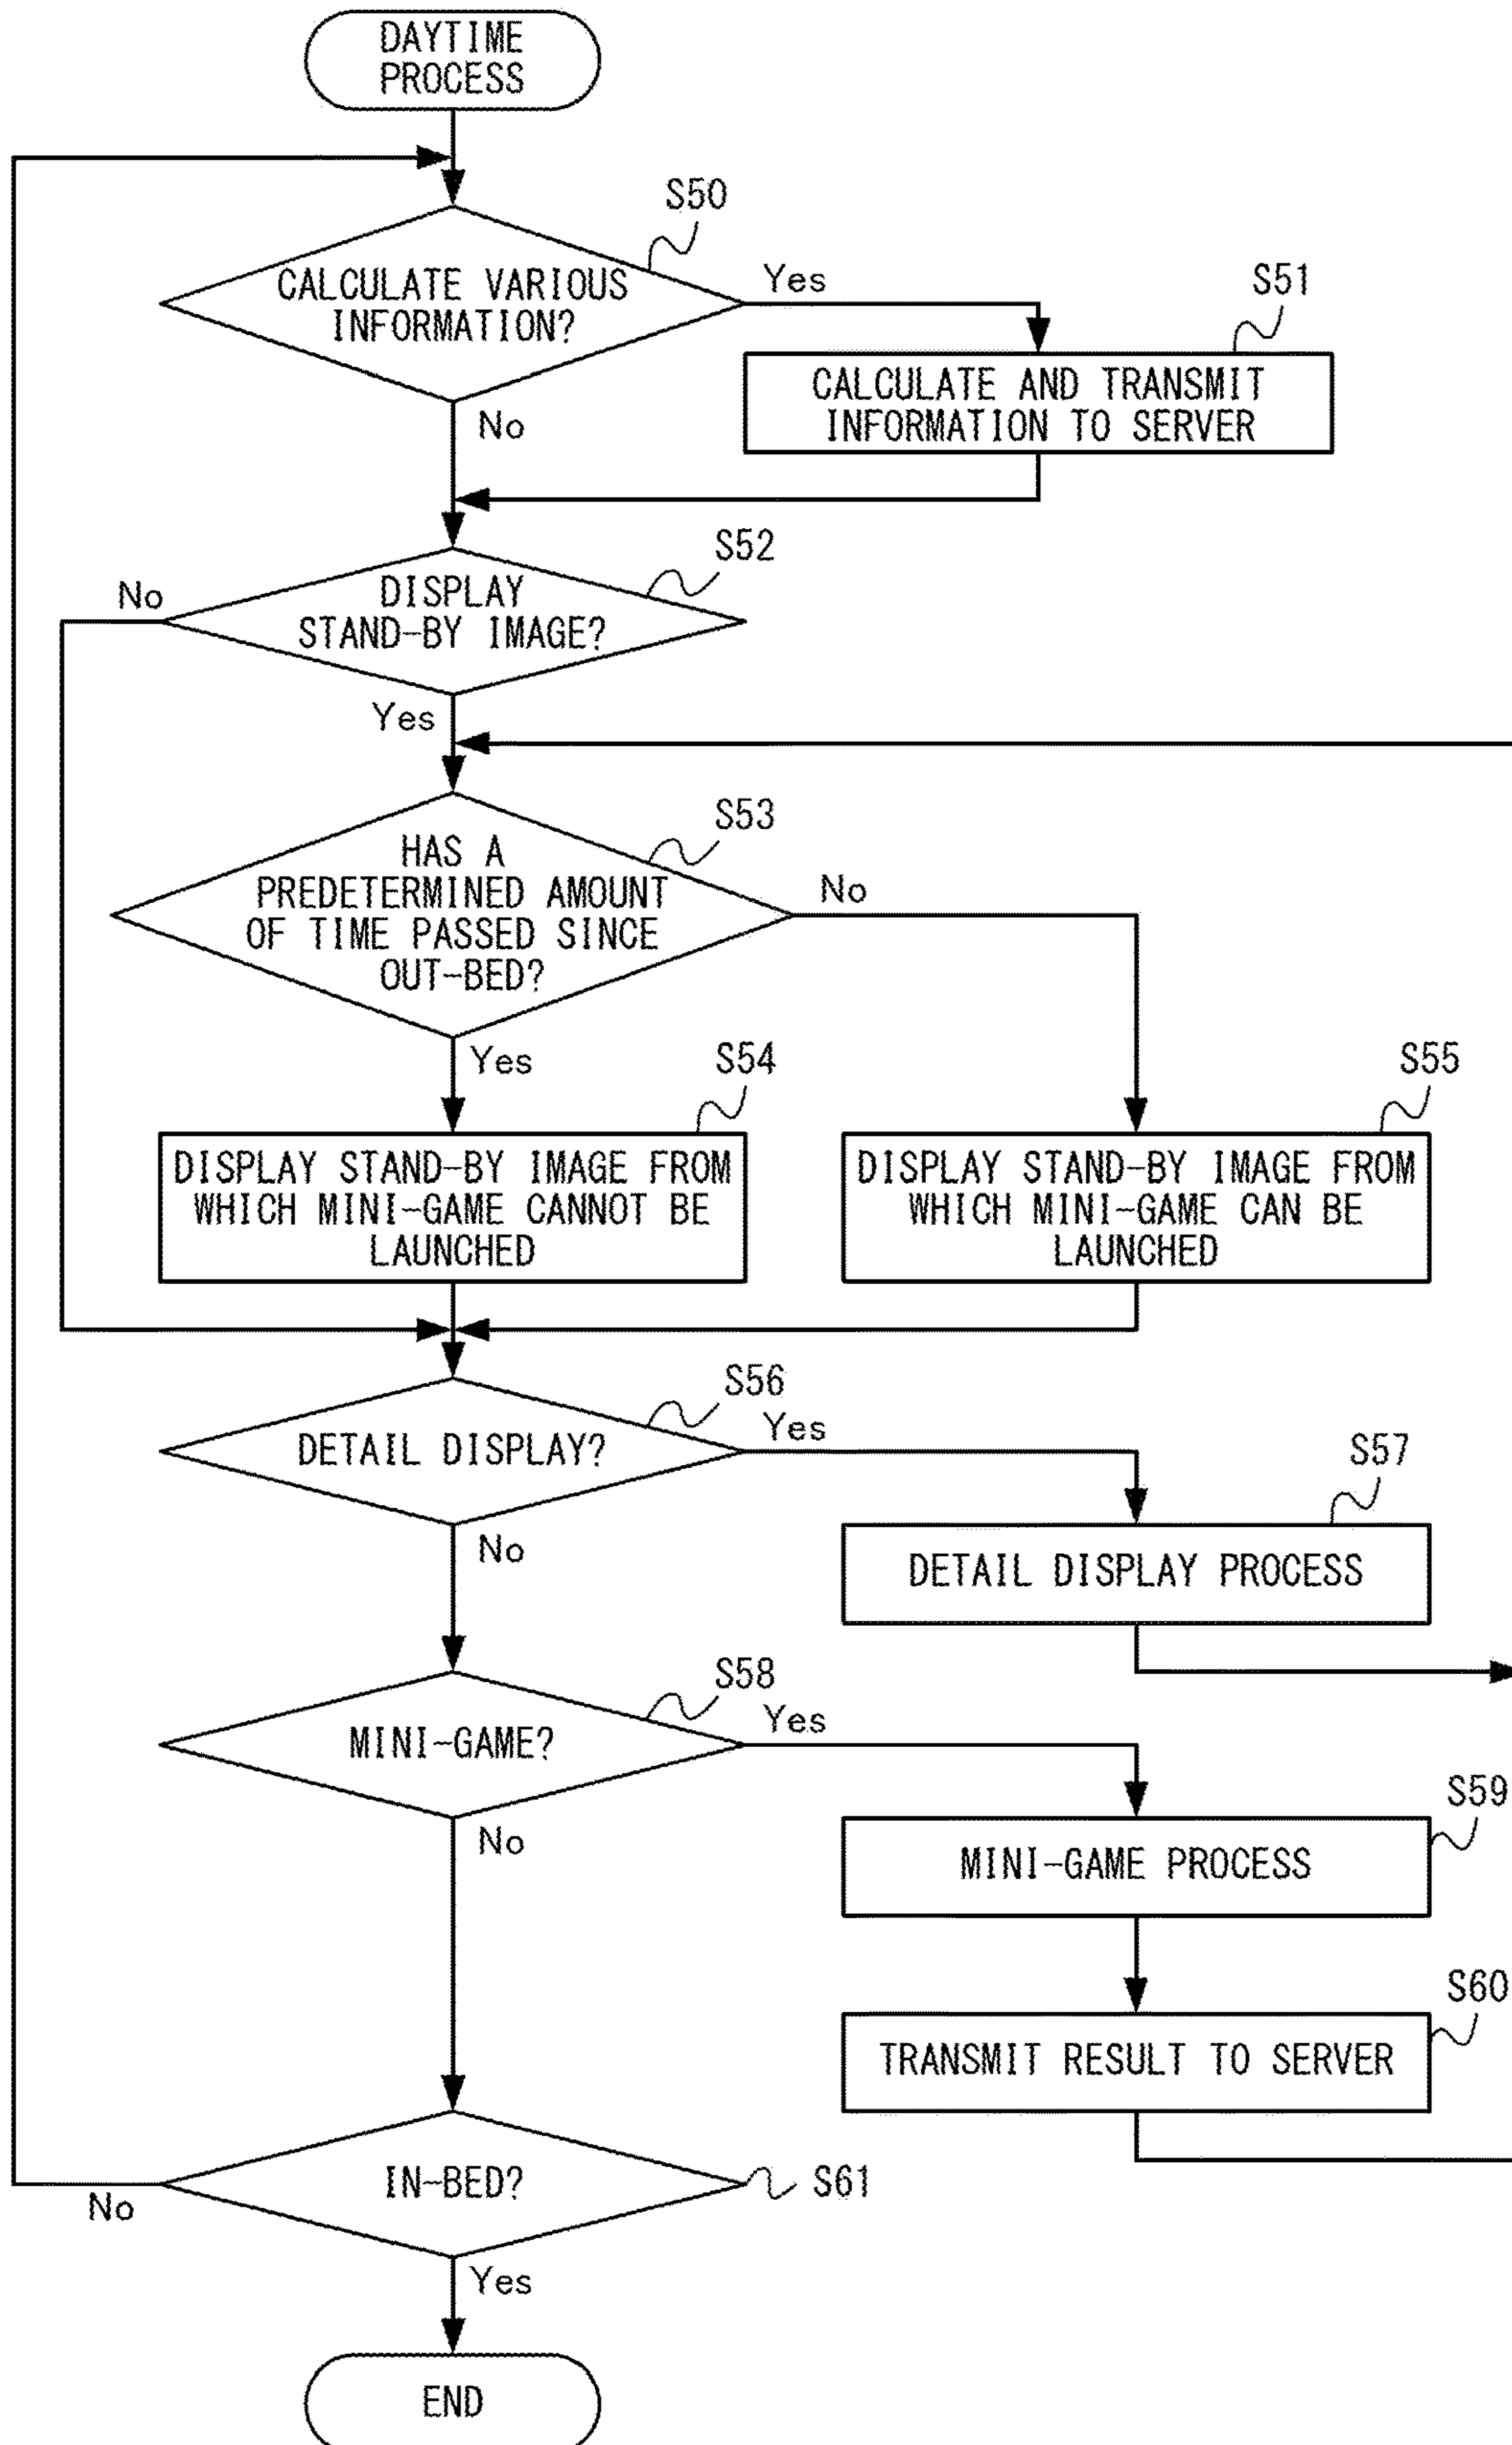 DAYTIME
PROCESS
S50
CALCULATE VARIOUS
INFORMATION?
Yes
No
S51
CALCULATE AND TRANSMIT
INFORMATION TO SERVER
S52
DISPLAY
STAND-BY IMAGE?
No
Yes
S53
HAS A
PREDETERMINED AMOUNT
OF TIME PASSED SINCE
OUT-BED?
No
Yes
S54
DISPLAY STAND-BY IMAGE FROM
WHICH MINI-GAME CANNOT BE
LAUNCHED
S55
DISPLAY STAND-BY IMAGE FROM
WHICH MINI-GAME CAN BE
LAUNCHED
S56
DETAIL DISPLAY?
Yes
No
S57
DETAIL DISPLAY PROCESS
S58
MINI-GAME?
Yes
No
S59
MINI-GAME PROCESS
S60
TRANSMIT RESULT TO SERVER
IN-BED?
S61
No
Yes
END